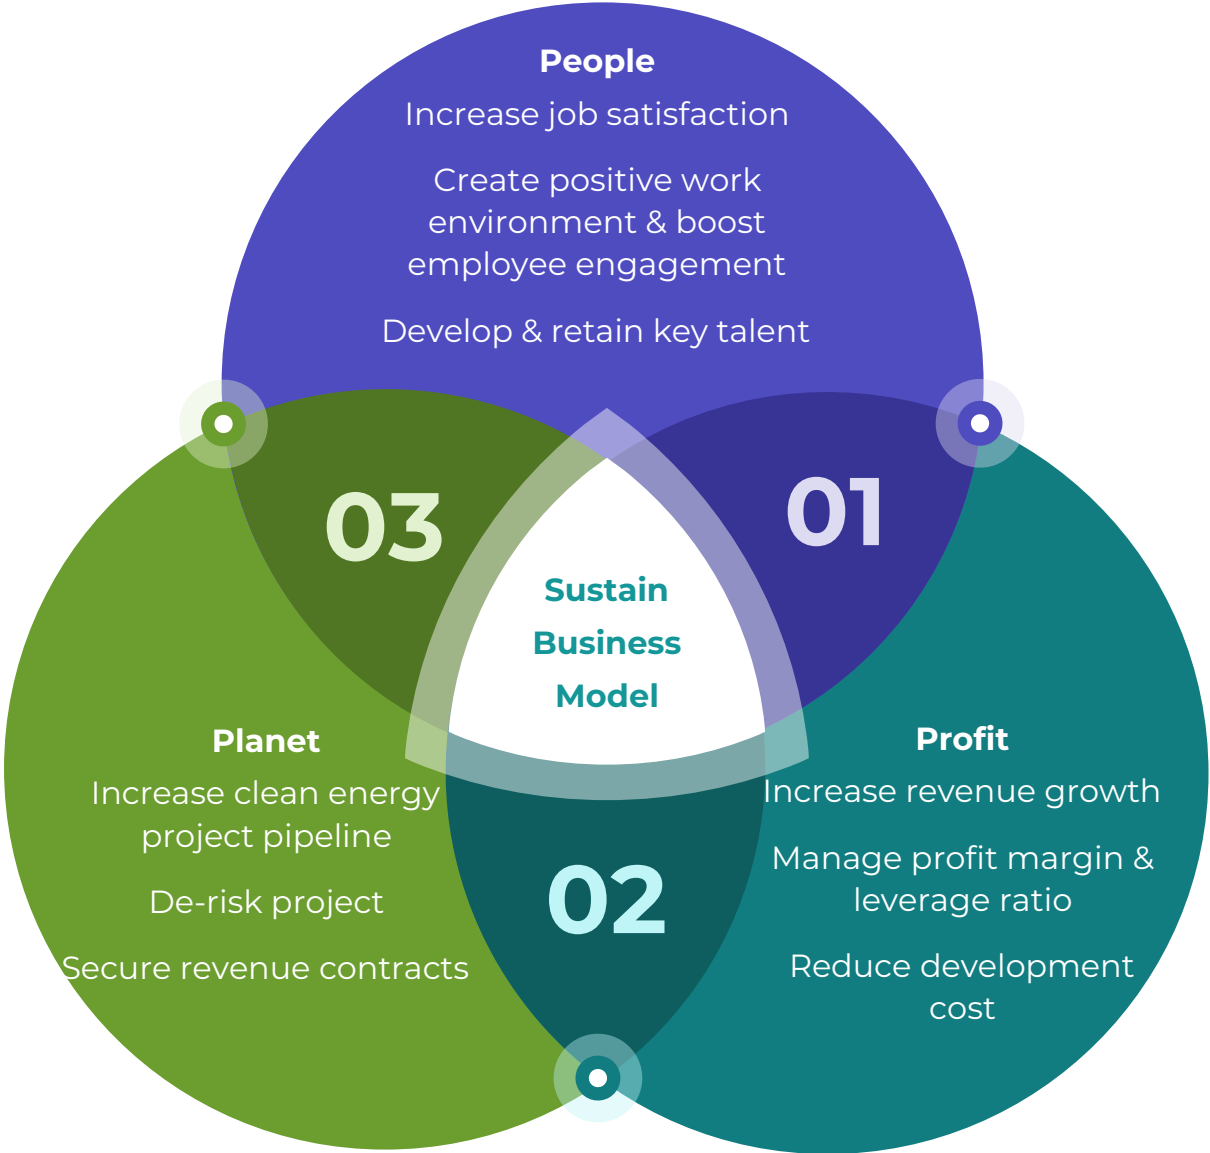 People
Increase job satisfaction
Create positive work
environment & boost
employee engagement
Develop & retain key talent
03
01
Sustain
Business
Model
Planet
Increase clean energy
project pipeline
De-risk project
Secure revenue contracts
02
Profit
Increase revenue growth
Manage profit margin &
leverage ratio
Reduce development
cost